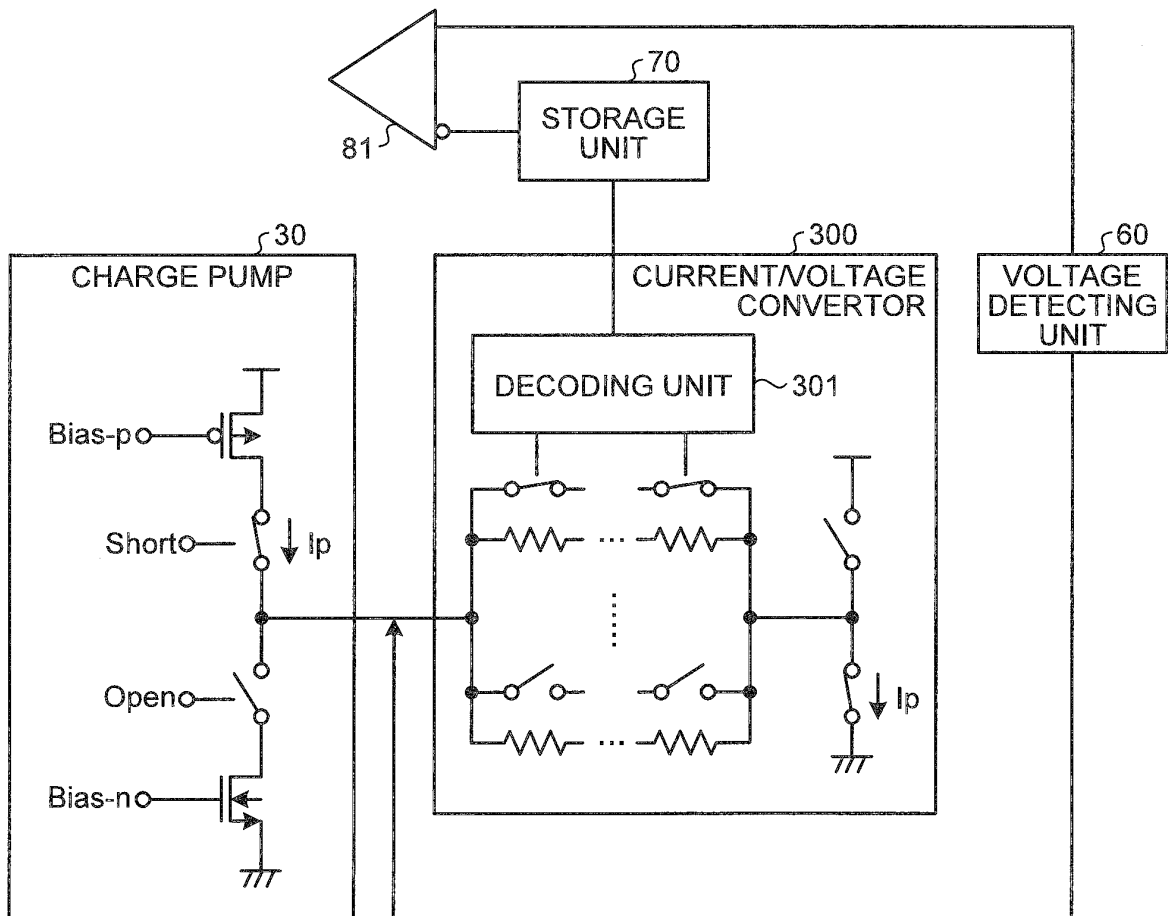 70
STORAGE
UNIT
81
30
CHARGE PUMP
300
CURRENT/VOLTAGE
CONVERTOR
60
VOLTAGE
DETECTING
UNIT
DECODING UNIT
301
Bias-p
Short
Ip
Open
Ip
Bias-n